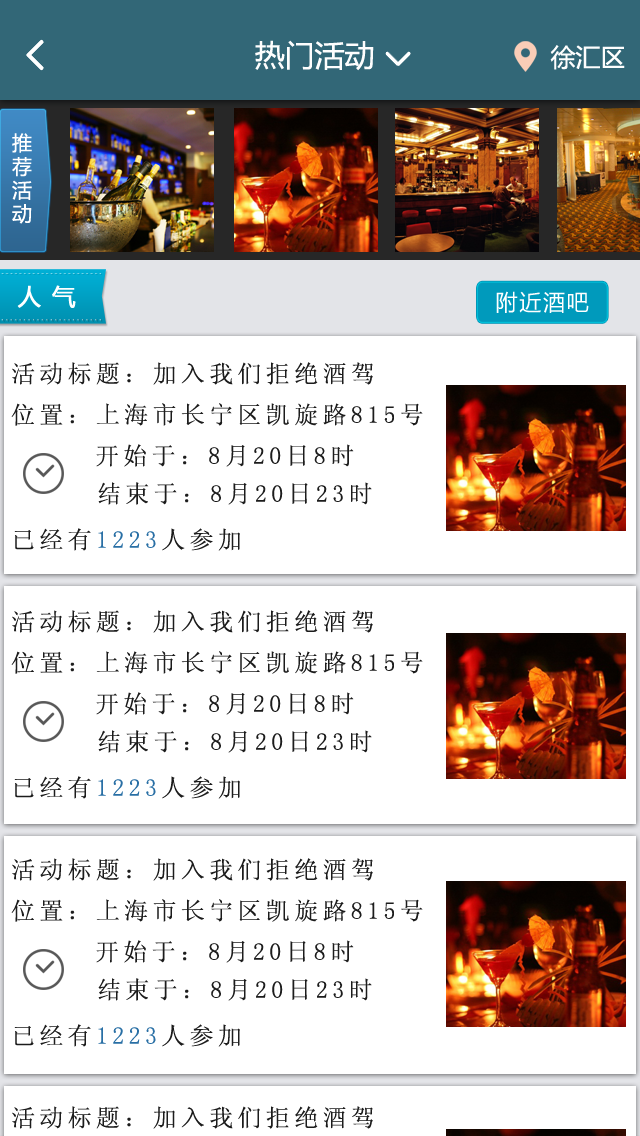 热门活动
徐汇区
推荐活动
人气
附近酒吧
活动标题：加入我们拒绝酒驾
位置：上海市长宁区凯旋路815号
开始于：8月20日8时
结束于：8月20日23时
已经有1223人参加
活动标题：加入我们拒绝酒驾
位置：上海市长宁区凯旋路815号
开始于：8月20日8时
结束于：8月20日23时
已经有1223人参加
活动标题：加入我们拒绝酒驾
位置：上海市长宁区凯旋路815号
开始于：8月20日8时
结束于：8月20日23时
已经有1223人参加
活动标题：加入我们拒绝酒驾